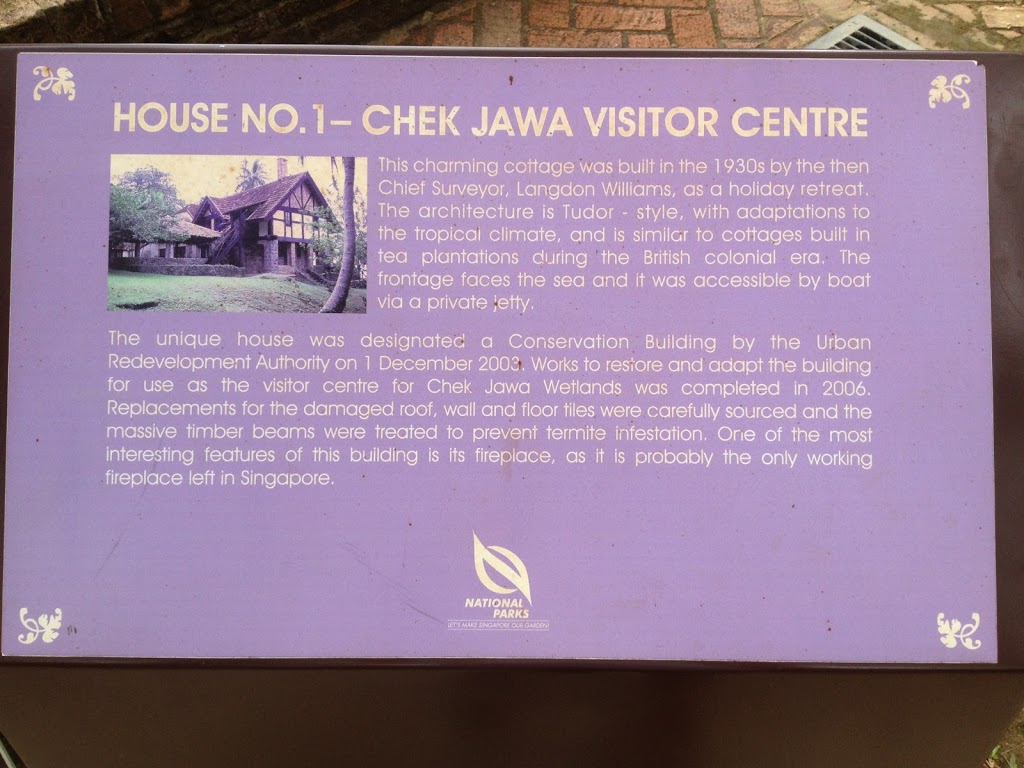 HOUSE NO.1– CHEK JAWA VISITOR CENTRE
This charming cottage was built in the 1930s by the then
Chief Surveyor, Langdon Williams, as a holiday retreat.
The architecture is Tudor - style, with adaptations to
the tropical climate, and is similar to cottages built in
tea plantations during the British colonial era. The
frontage faces the sea and it was accessible by boat
via a private jetty.
The unique house was designated a Conservation Building by the Urban
Redevelopment Authority on 1 December 2003. Works to restore and adapt the building
for use as the visitor centre for Chek Jawa Wetlands was completed in 2006.
Replacements for the damaged roof, wall and floor tiles were carefully sourced and the
massive timber beams were treated to prevent termite infestation. One of the most
interesting features of this building is its fireplace, as it is probably the only working
fireplace left in Singapore.
NATIONAL
PARKS
LET'S MAKE SINGAPORE OUR GARDEN